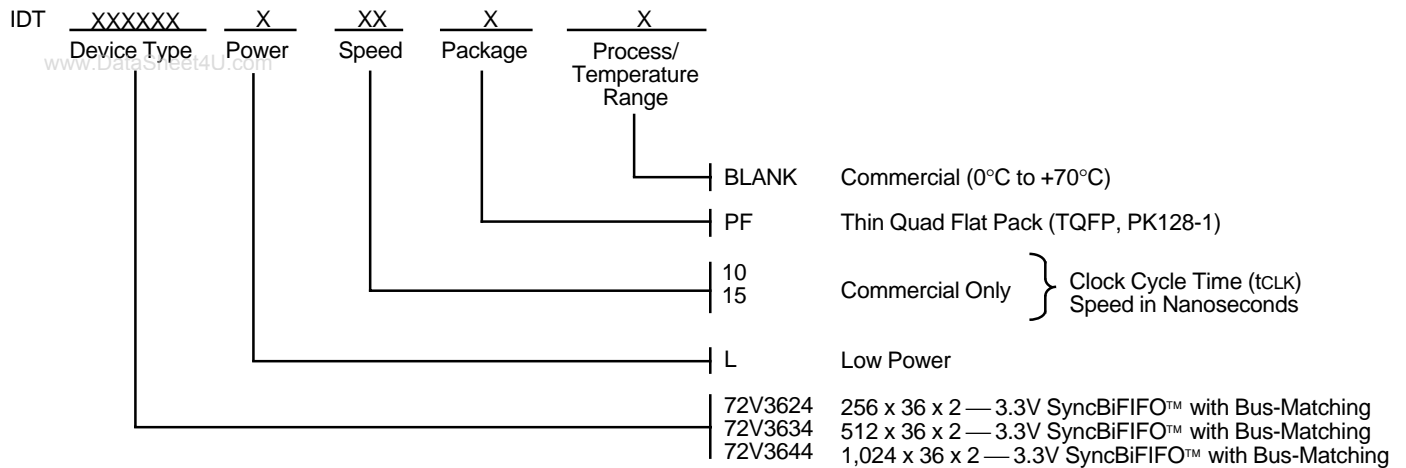 IDT XXXXXX X XX X X
Device Type Power Speed Package Process/
Temperature
Range
www.DataSheet4U.com
BLANK Commercial (0°C to +70°C)
PF Thin Quad Flat Pack (TQFP, PK128-1)
10
15
Commercial Only
Clock Cycle Time (tCLK)
Speed in Nanoseconds
L Low Power
72V3624 256 x 36 x 2 — 3.3V SyncBiFIFO™ with Bus-Matching
72V3634 512 x 36 x 2 — 3.3V SyncBiFIFO™ with Bus-Matching
72V3644 1,024 x 36 x 2 — 3.3V SyncBiFIFO™ with Bus-Matching